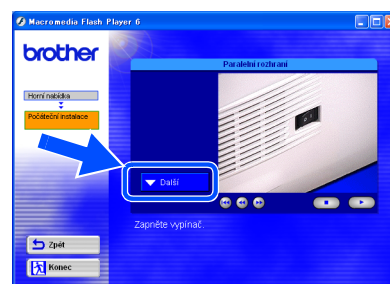 Macromedia Flash Player 6
brother
Paralelní rozhraní
Horní nabídka
Počáteční instalace
Další
Zapněte vypínač.
Zpět
Konec